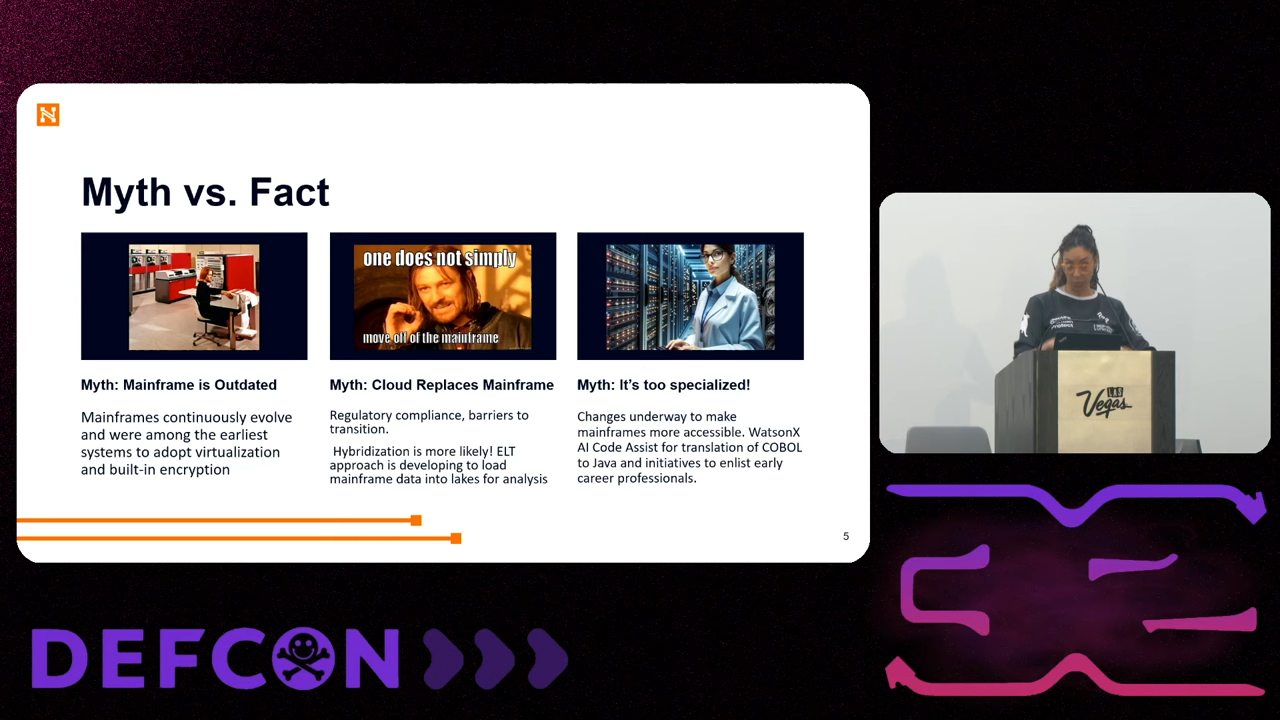 Myth vs. Fact
one does not simply
move off of the mainframe
Myth: Mainframe is Outdated
Mainframes continuously evolve
and were among the earliest
systems to adopt virtualization
and built-in encryption
Myth: Cloud Replaces Mainframe
Regulatory compliance, barriers to
transition.
Hybridization is more likely! ELT
approach is developing to load
mainframe data into lakes for analysis
Myth: It’s too specialized!
Changes underway to make
mainframes more accessible. WatsonX
AI Code Assist for translation of COBOL
to Java and initiatives to enlist early
career professionals.
5
LAS
Vegas
DEFCON